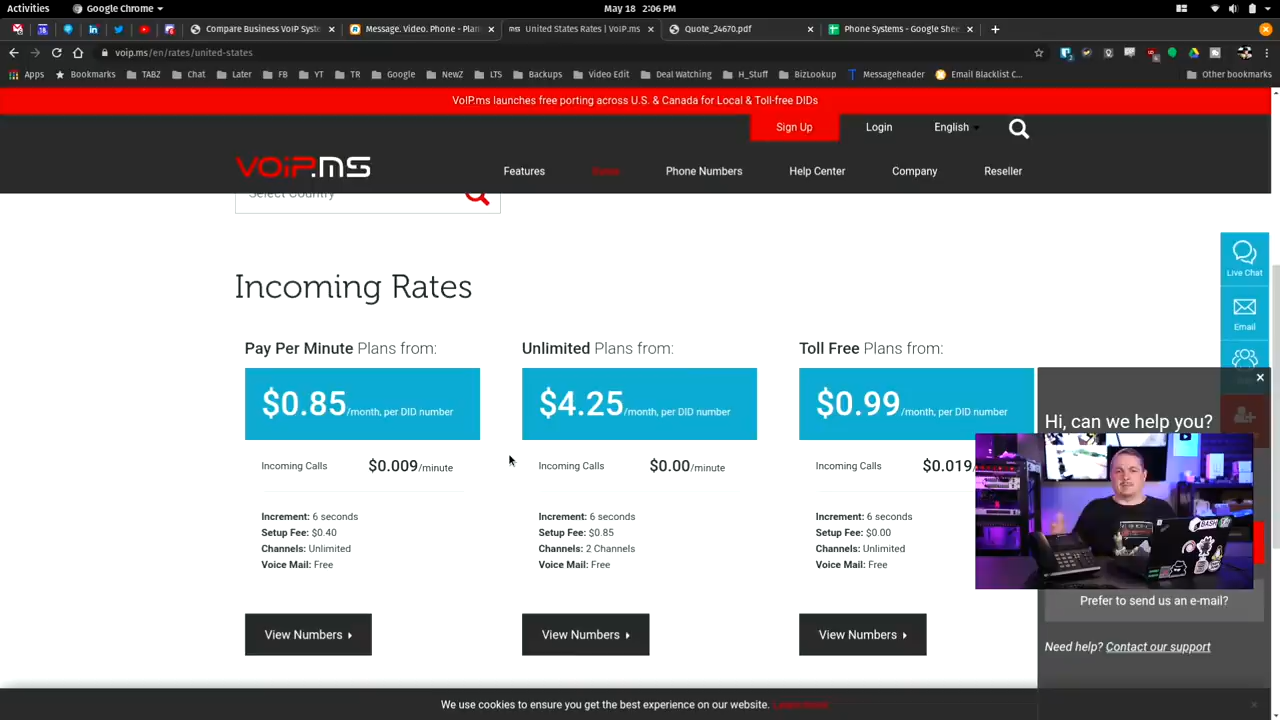 Activities
Google Chrome
May 18 2:06 PM
Compare Business VoIP Syste
Message. Video. Phone - Plan
United States Rates | VoIP.ms
Quote_24670.pdf
Phone Systems - Google Shee
voip.ms/en/rates/united-states
Apps
Bookmarks
TABZ
Chat
Later
FB
YT
TR
Google
NewZ
LTS
Backups
Video Edit
Deal Watching
H_Stuff
BizLookup
Messageheader
Email Blacklist C...
Other bookmarks
VoIP.ms launches free porting across U.S. & Canada for Local & Toll-free DIDs
Sign Up
Login
English
VOIP.MS
Features
Phone Numbers
Help Center
Company
Reseller
Select Country
Incoming Rates
Pay Per Minute Plans from:
$0.85/month, per DID number
Incoming Calls $0.009/minute
Increment: 6 seconds
Setup Fee: $0.40
Channels: Unlimited
Voice Mail: Free
View Numbers
Unlimited Plans from:
$4.25/month, per DID number
Incoming Calls $0.00/minute
Increment: 6 seconds
Setup Fee: $0.85
Channels: 2 Channels
Voice Mail: Free
View Numbers
Toll Free Plans from:
$0.99/month, per DID number
Incoming Calls $0.019/
Increment: 6 seconds
Setup Fee: $0.00
Channels: Unlimited
Voice Mail: Free
View Numbers
Live Chat
Email
Hi, can we help you?
Prefer to send us an e-mail?
Need help? Contact our support
We use cookies to ensure you get the best experience on our website.